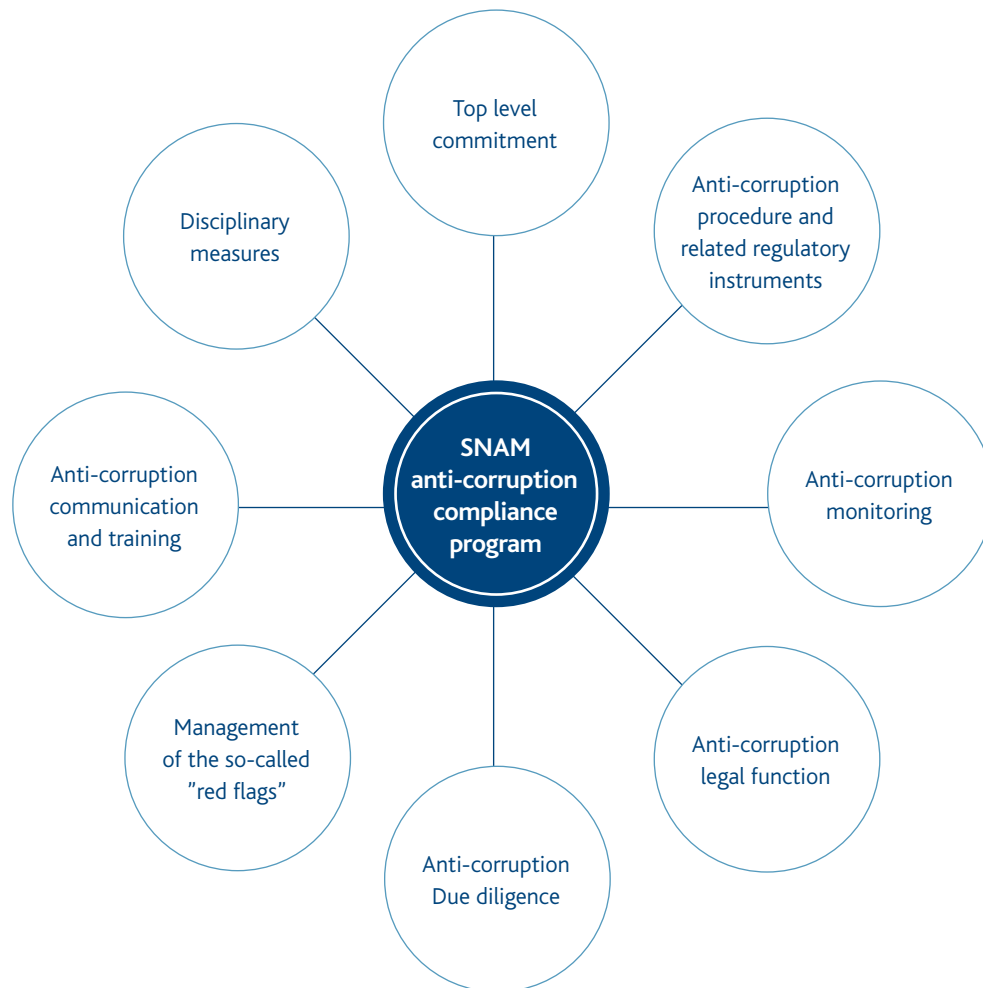 Top level
commitment
Anti-corruption
procedure and
related regulatory
instruments
Disciplinary
measures
SNAM
anti-corruption
compliance
program
Anti-corruption
communication
and training
Anti-corruption
monitoring
Management
of the so-called
”red flags”
Anti-corruption
legal function
Anti-corruption
Due diligence